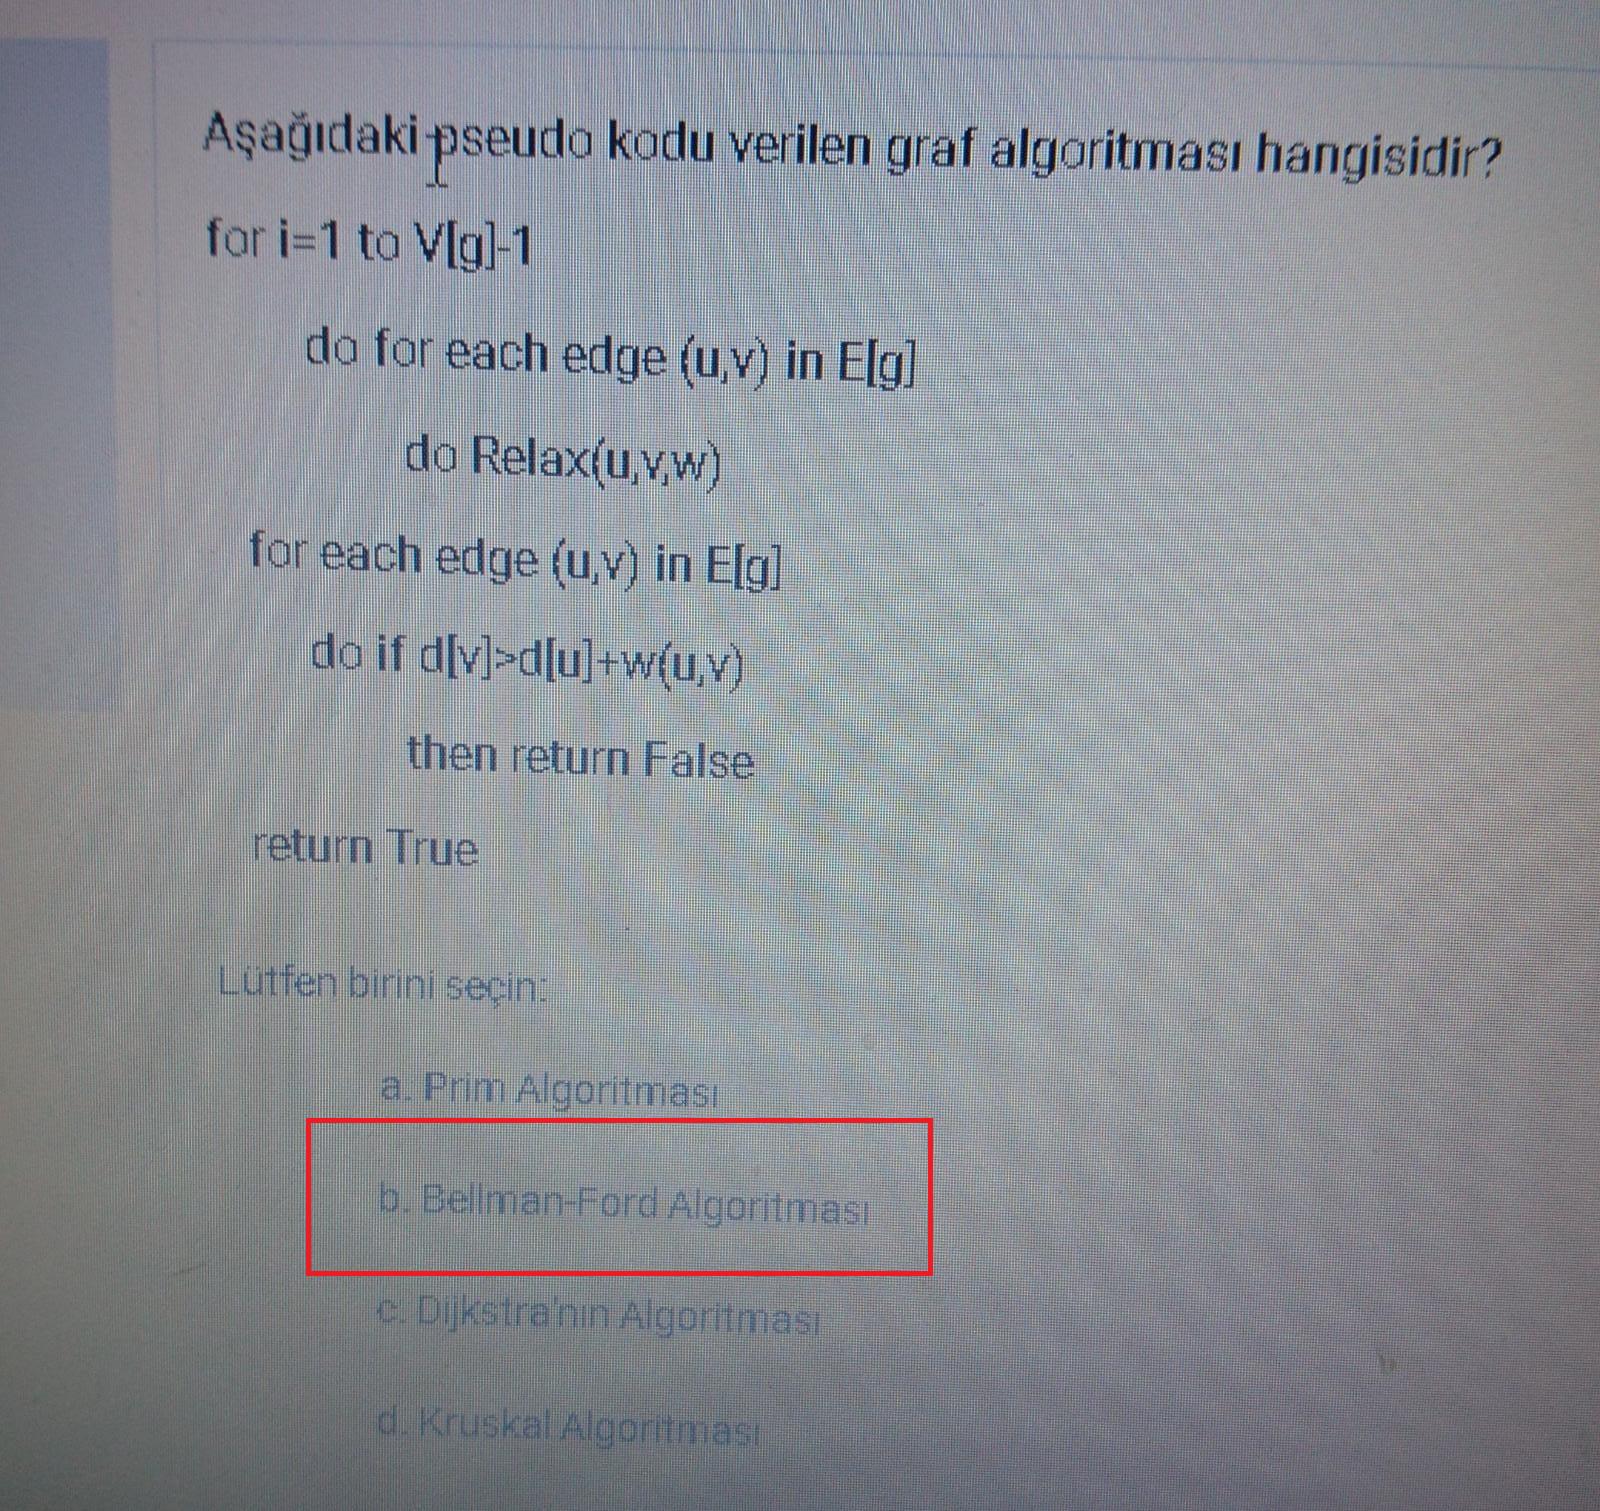 Aşağıdaki pseudo kodu verilen graf algoritması hangisidir?
for i=1 to V[g]-1
do for each edge (u,v) in E[g]
do Relax(u,v,w)
for each edge (u,v) in E[g]
do if d[v]>d[u]+w(u,v)
then return False
return True
Lütfen birini seçin:
a. Prim Algoritması
b. Bellman-Ford Algoritması
c. Dijkstra'nın Algoritması
d. Kruskal Algoritması